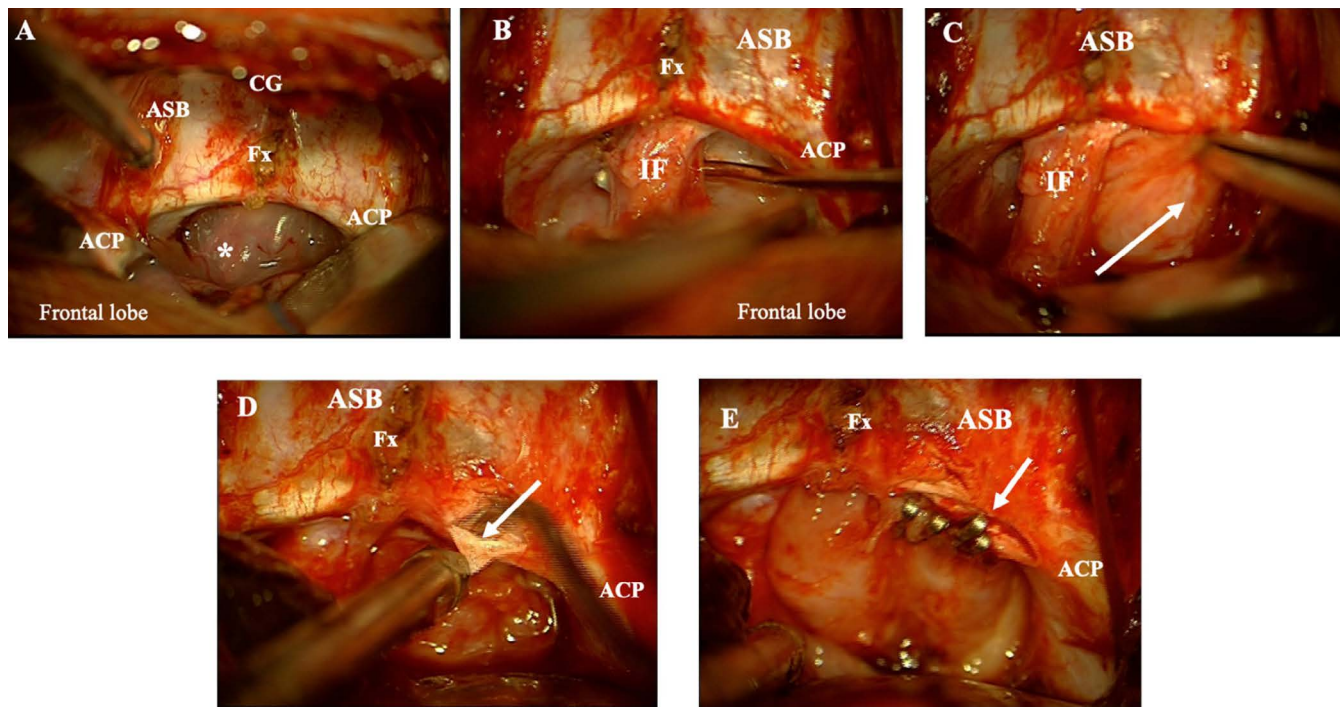 A
CG
ASB
Fx
ACP
ACP
*
Frontal lobe
B
ASB
Fx
ACP
IF
Frontal lobe
C
ASB
IF
D
ASB
Fx
ACP
E
Fx
ASB
ACP